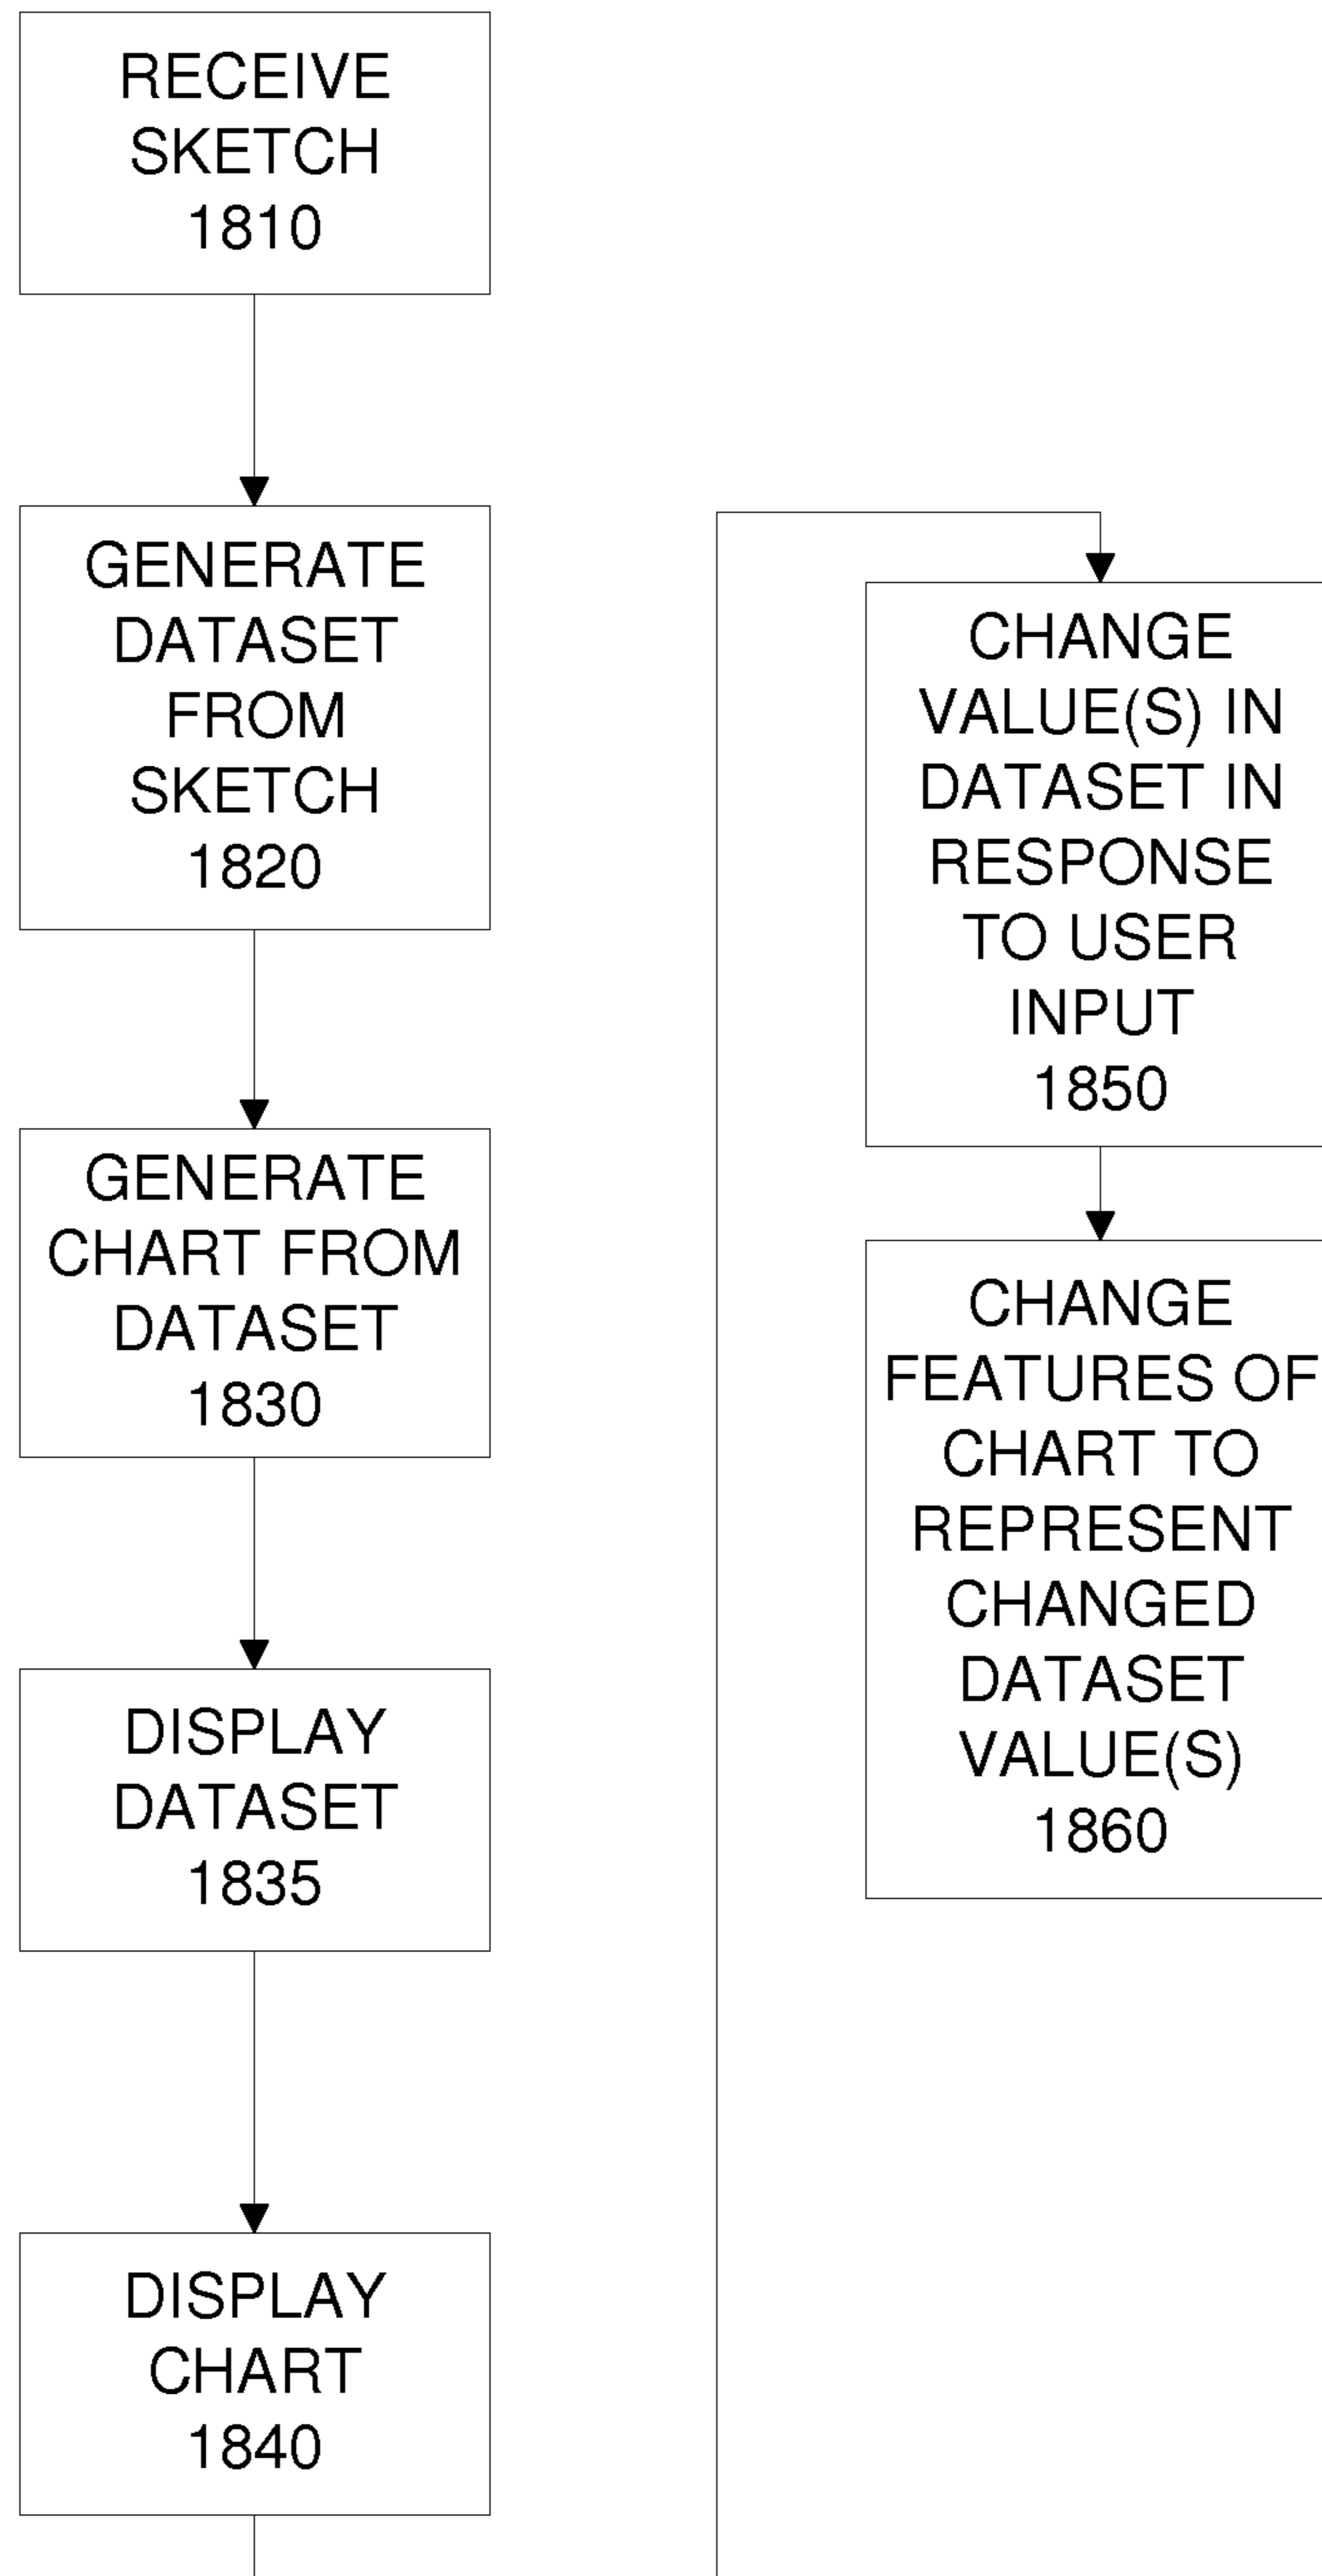 RECEIVE
SKETCH
1810
GENERATE
DATASET
FROM
SKETCH
1820
GENERATE
CHART FROM
DATASET
1830
DISPLAY
DATASET
1835
DISPLAY
CHART
1840
CHANGE
VALUE(S) IN
DATASET IN
RESPONSE
TO USER
INPUT
1850
CHANGE
FEATURES OF
CHART TO
REPRESENT
CHANGED
DATASET
VALUE(S)
1860